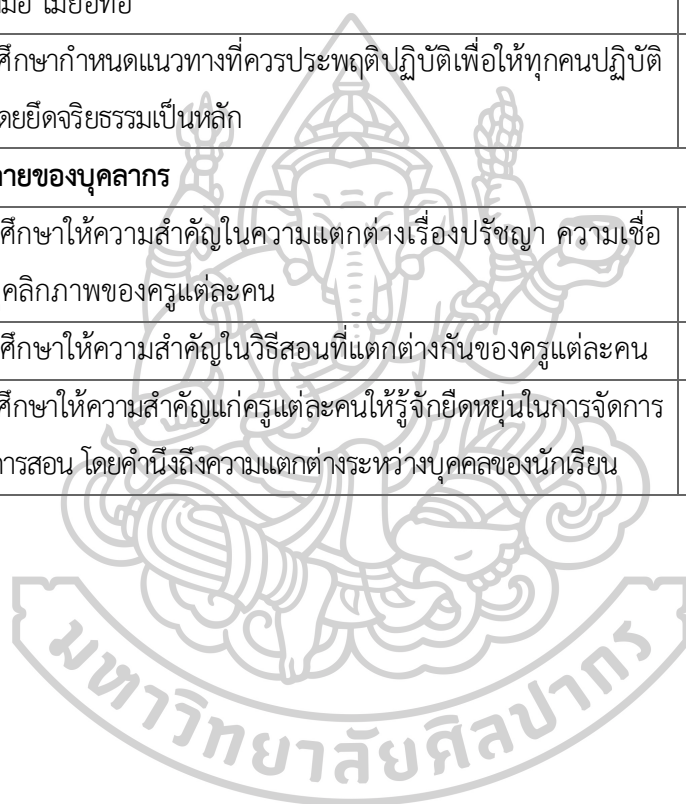 เมื่อ ไม่ย่อท้อ
ศึกษากำหนดแนวทางที่ควรประพฤติปฏิบัติเพื่อให้ทุกคนปฏิบัติ
ดยยึดจริยธรรมเป็นหลัก
ายของบุคลากร
ศึกษาให้ความสำคัญในความแตกต่างเรื่องปรัชญา ความเชื่อ
คลิกภาพของครูแต่ละคน
ศึกษาให้ความสำคัญในวิธีสอนที่แตกต่างกันของครูแต่ละคน
ศึกษาให้ความสำคัญแก่ครูแต่ละคนให้รู้จักยืดหยุ่นในการจัดการ
การสอน โดยคำนึงถึงความแตกต่างระหว่างบุคคลของนักเรียน
มหาวิทยาลัยศิลปากร